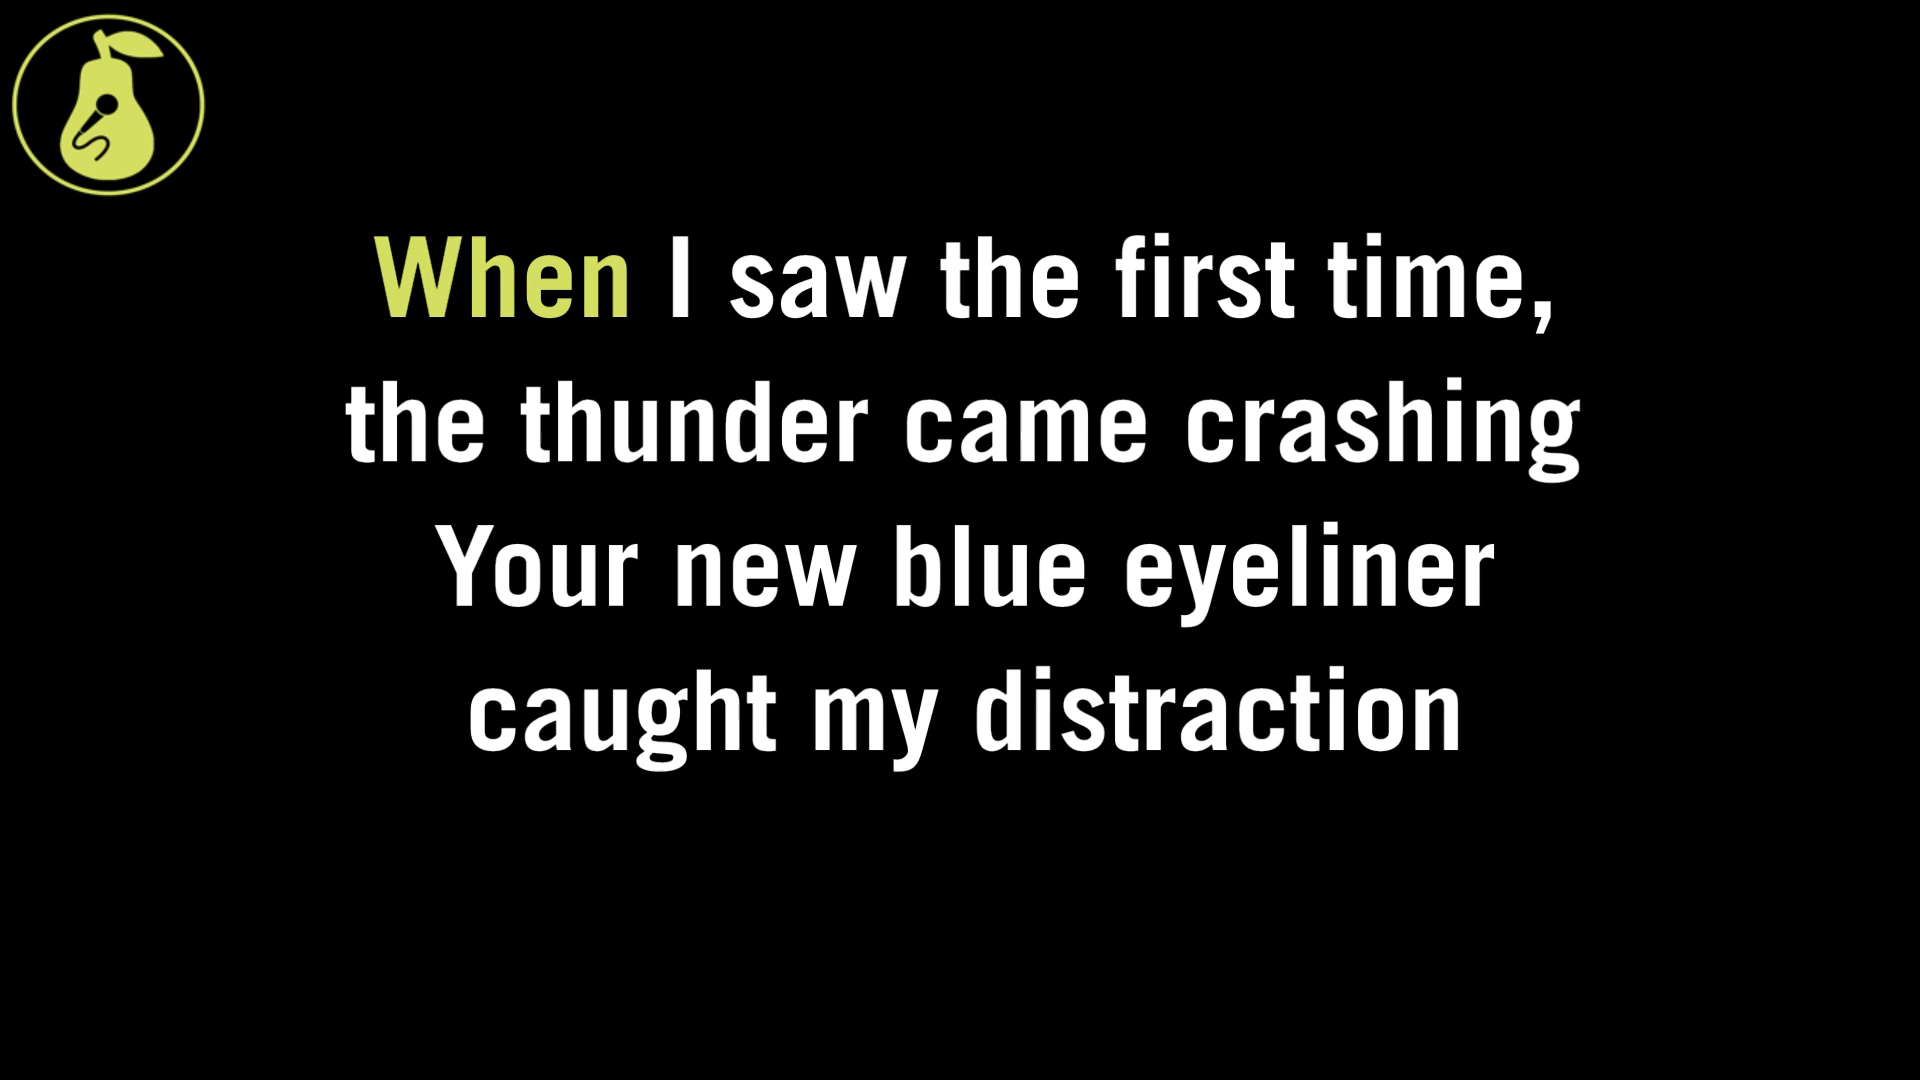 When I saw the first time,
the thunder came crashing
Your new blue eyeliner
caught my distraction